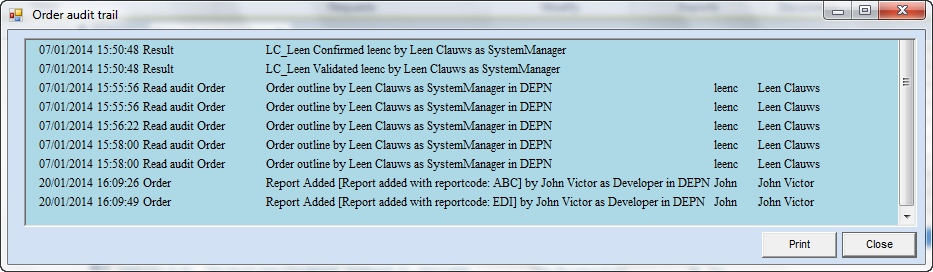 Order audit trail
07/01/2014 15:50:48 Result LC_Leen Confirmed leenc by Leen Clauws as SystemManager
07/01/2014 15:50:48 Result LC_Leen Validated leenc by Leen Clauws as SystemManager
07/01/2014 15:55:56 Read audit Order Order outline by Leen Clauws as SystemManager in DEPN leenc Leen Clauws
07/01/2014 15:55:56 Read audit Order Order outline by Leen Clauws as SystemManager in DEPN leenc Leen Clauws
07/01/2014 15:56:22 Read audit Order Order outline by Leen Clauws as SystemManager in DEPN leenc Leen Clauws
07/01/2014 15:58:00 Read audit Order Order outline by Leen Clauws as SystemManager in DEPN leenc Leen Clauws
07/01/2014 15:58:00 Read audit Order Order outline by Leen Clauws as SystemManager in DEPN leenc Leen Clauws
20/01/2014 16:09:26 Order Report Added [Report added with reportcode: ABC] by John Victor as Developer in DEPN John John Victor
20/01/2014 16:09:49 Order Report Added [Report added with reportcode: EDI] by John Victor as Developer in DEPN John John Victor
Print Close